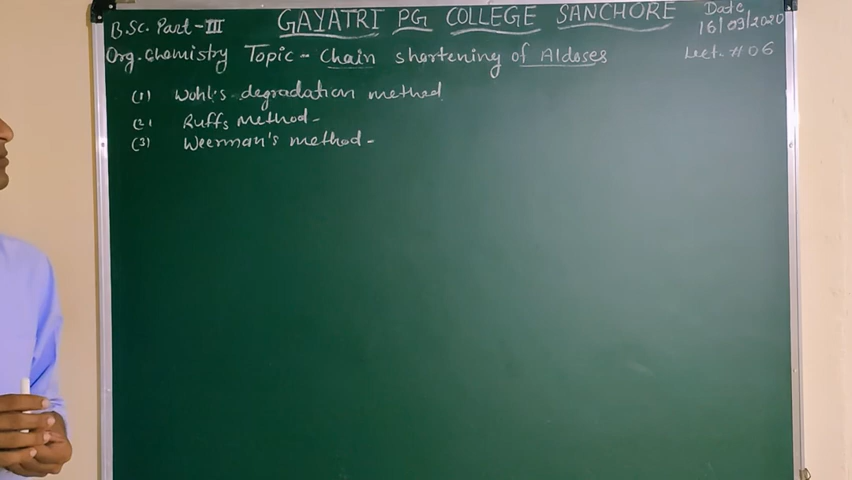 B.Sc. Part-III GAYATRI PG COLLEGE SANCHORE Date
16/03/2020
Org. Chemistry Topic - Chain shortening of Aldoses Lect. # 06
(1) Wohl's degradation method
(2) Ruffs method -
(3) Weerman's method -